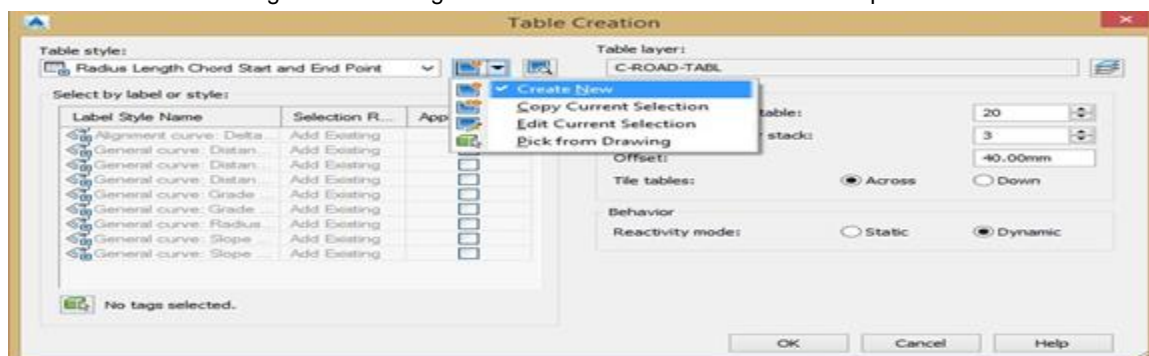 Table Creation
Table style:
Table layer:
Radius Length Chord Start and End Point
C-ROAD-TABL
Create New
Copy Current Selection
Edit Current Selection
Pick from Drawing
Select by label or style:
Label Style Name Selection R... App
Alignment curve: Delta... Add Existing
General curve: Distan... Add Existing
General curve: Distan... Add Existing
General curve: Distan... Add Existing
General curve: Grade ... Add Existing
General curve: Grade ... Add Existing
General curve: Radius... Add Existing
General curve: Slope ... Add Existing
General curve: Slope ... Add Existing
No tags selected.
table: 20
stack: 3
Offset: 40.00mm
Tile tables: Across Down
Behavior
Reactivity mode: Static Dynamic
OK Cancel Help